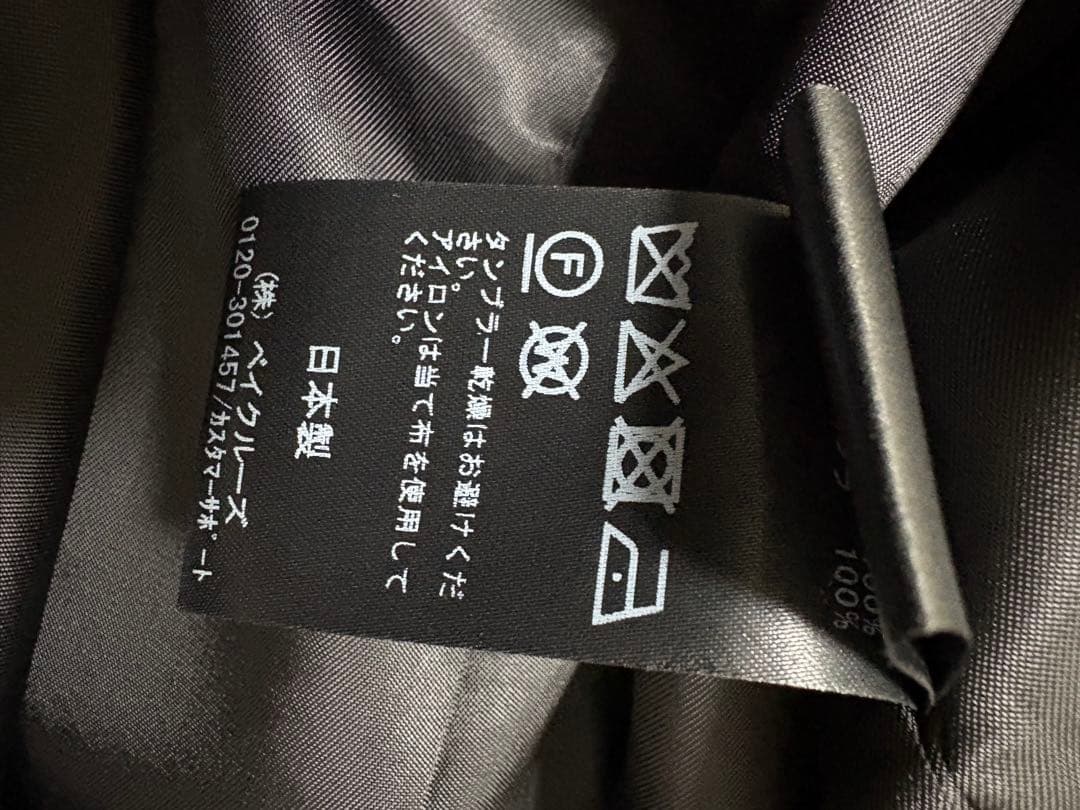 100%
F
W
タンブラー乾燥はお避けくだ
さい。
アイロンは当て布を使用して
ください。
日本製
(株) ベイクルーズ
0120-301457/カスタマーサポート